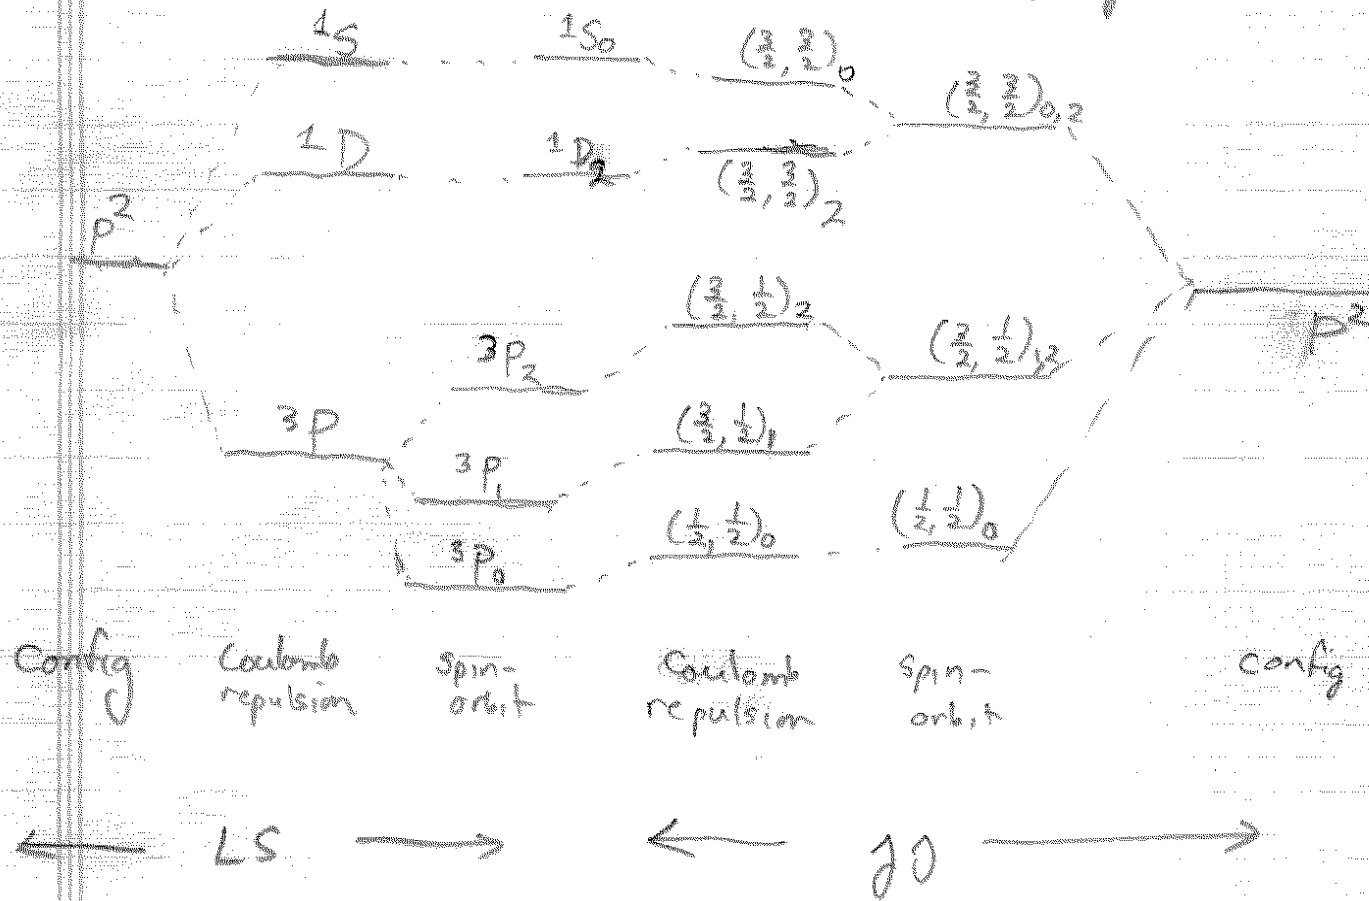 ¹S ¹S₀ (3/2, 3/2)₀
(3/2, 3/2)₀,₂
¹D ¹D₂
(3/2, 3/2)₂
p²
(3/2, 1/2)₂
p²
³P₂ (3/2, 1/2)₁,₂
³P (3/2, 1/2)₁
³P₁
(1/2, 1/2)₀ (1/2, 1/2)₀
³P₀
Config Coulomb repulsion spin-orbit Coulomb repulsion spin-orbit config
LS jj